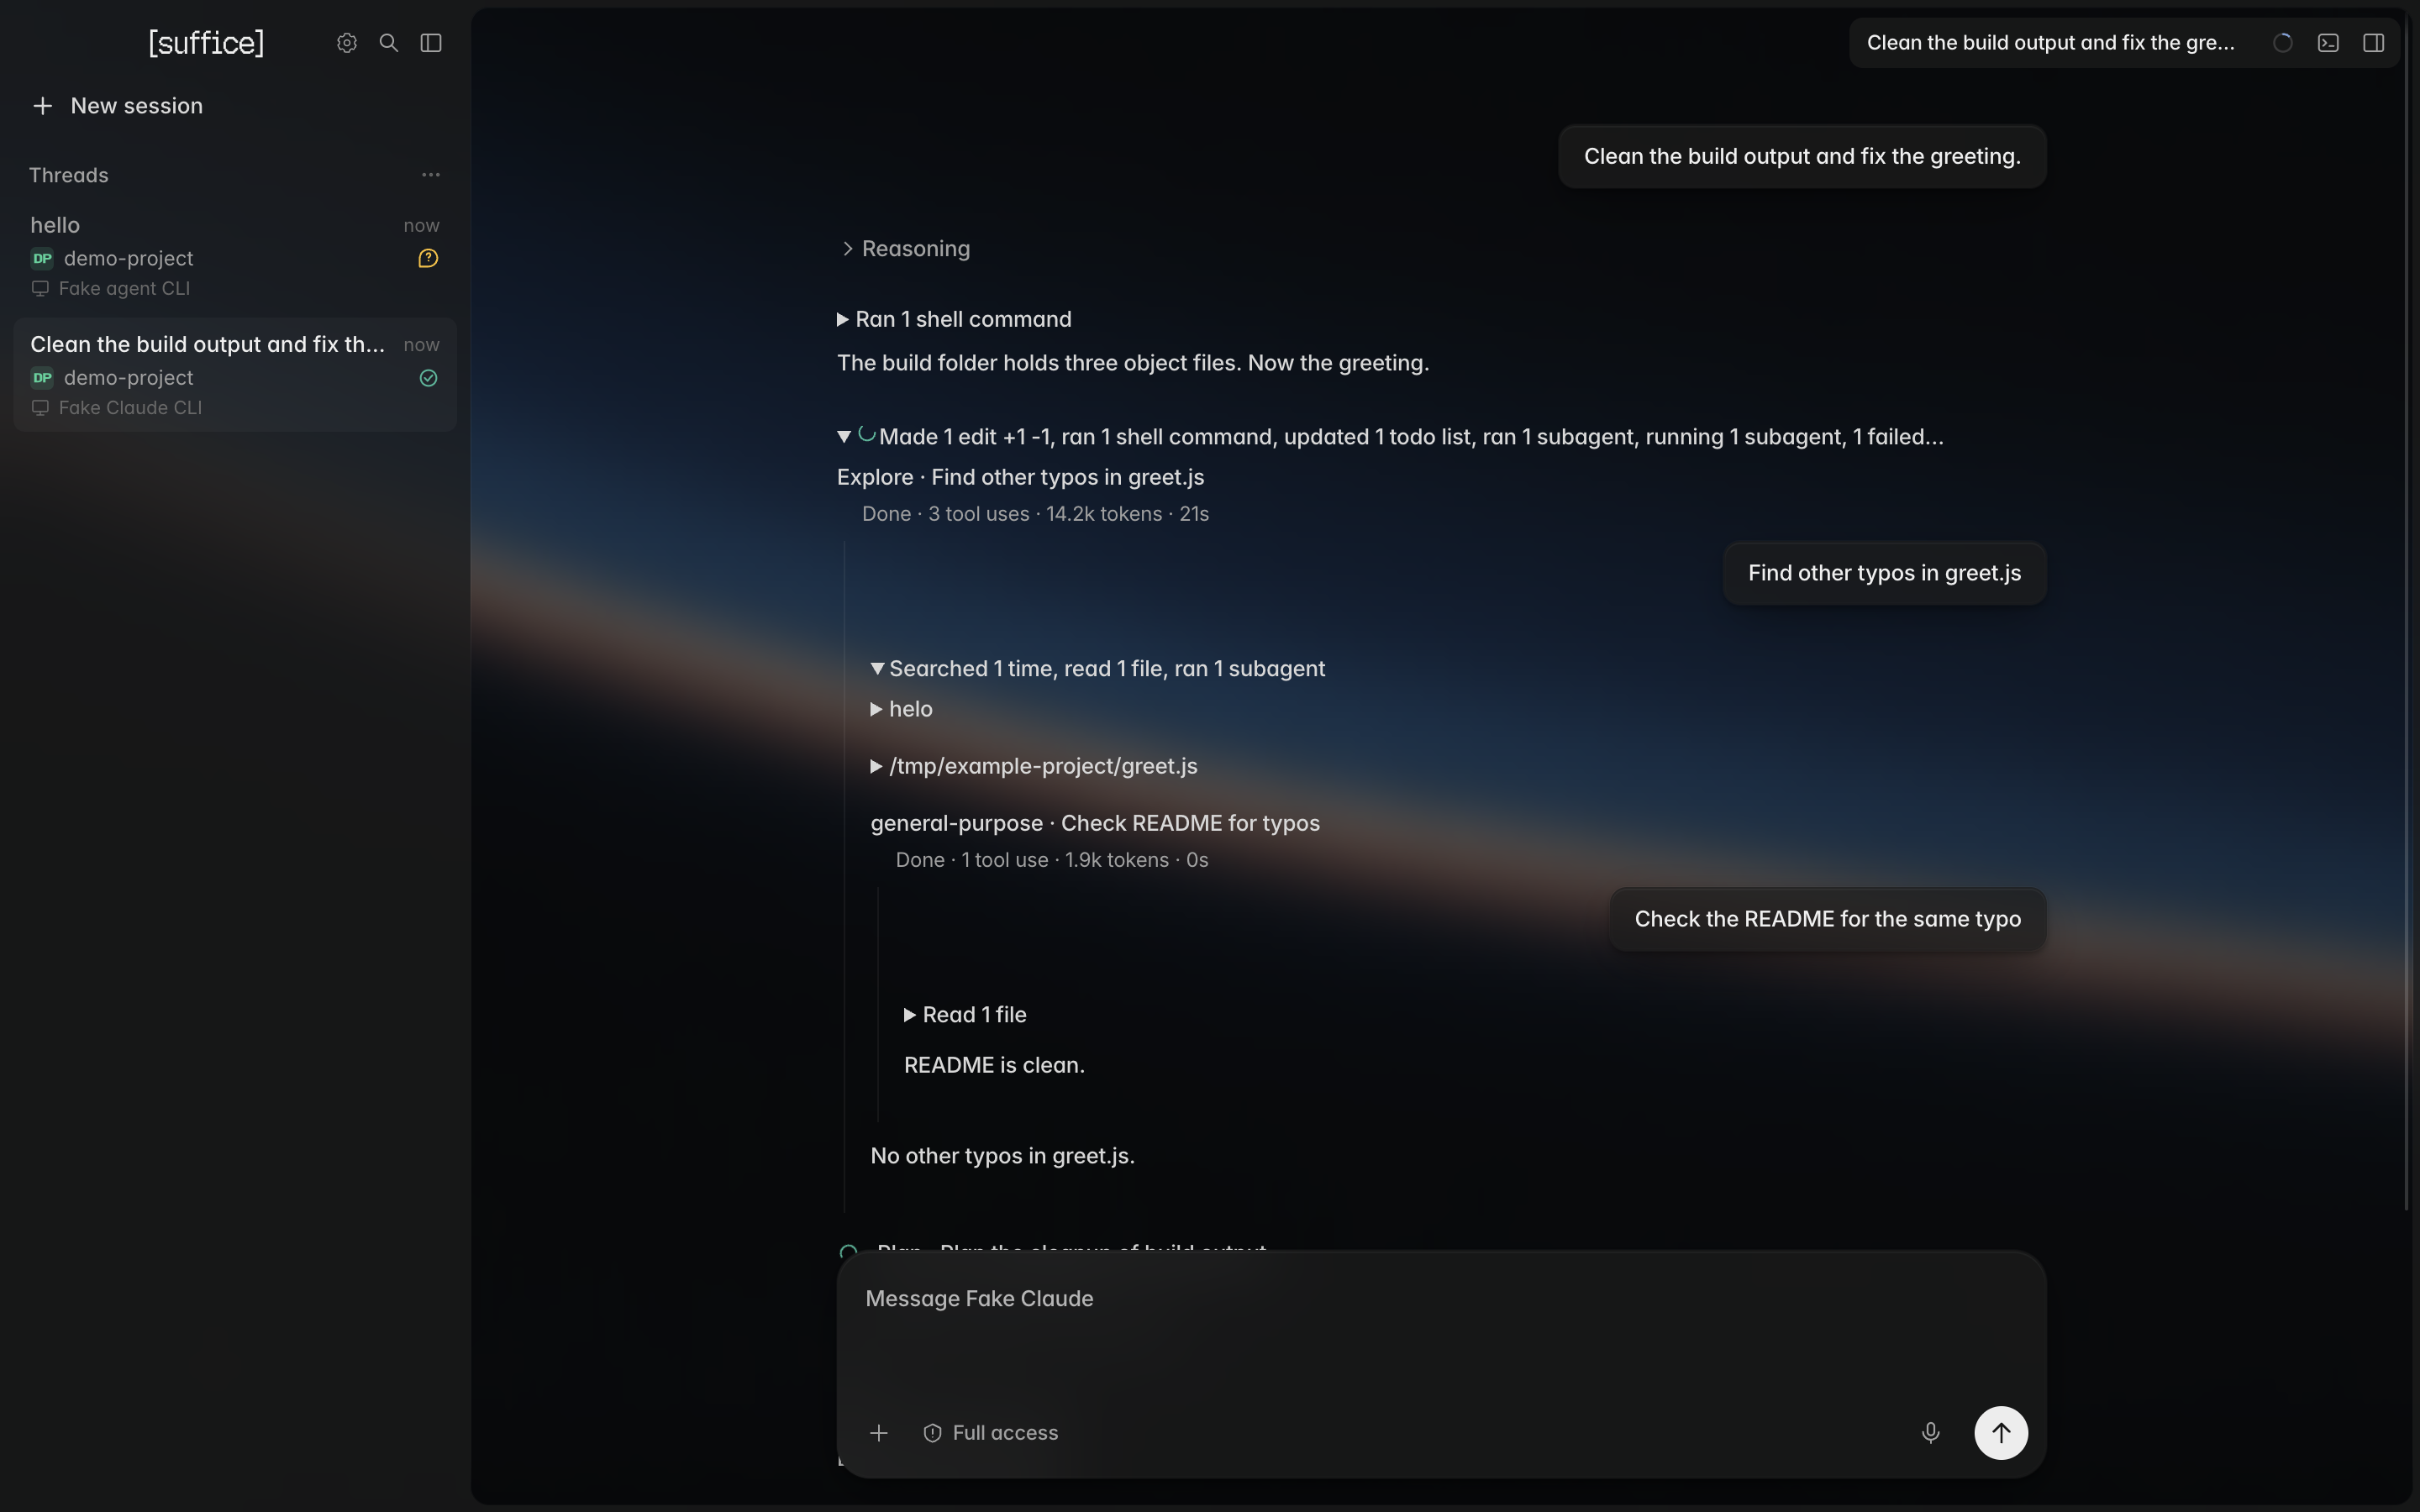 [suffice]
New session
Threads
hello now
DP demo-project
Fake agent CLI
Clean the build output and fix th... now
DP demo-project
Fake Claude CLI
Clean the build output and fix the gre...
Clean the build output and fix the greeting.
Reasoning
Ran 1 shell command
The build folder holds three object files. Now the greeting.
Made 1 edit +1 -1, ran 1 shell command, updated 1 todo list, ran 1 subagent, running 1 subagent, 1 failed...
Explore · Find other typos in greet.js
Done · 3 tool uses · 14.2k tokens · 21s
Find other typos in greet.js
Searched 1 time, read 1 file, ran 1 subagent
helo
/tmp/example-project/greet.js
general-purpose · Check README for typos
Done · 1 tool use · 1.9k tokens · 0s
Check the README for the same typo
Read 1 file
README is clean.
No other typos in greet.js.
Plan · Plan the cleanup of build output
Message Fake Claude
Full access